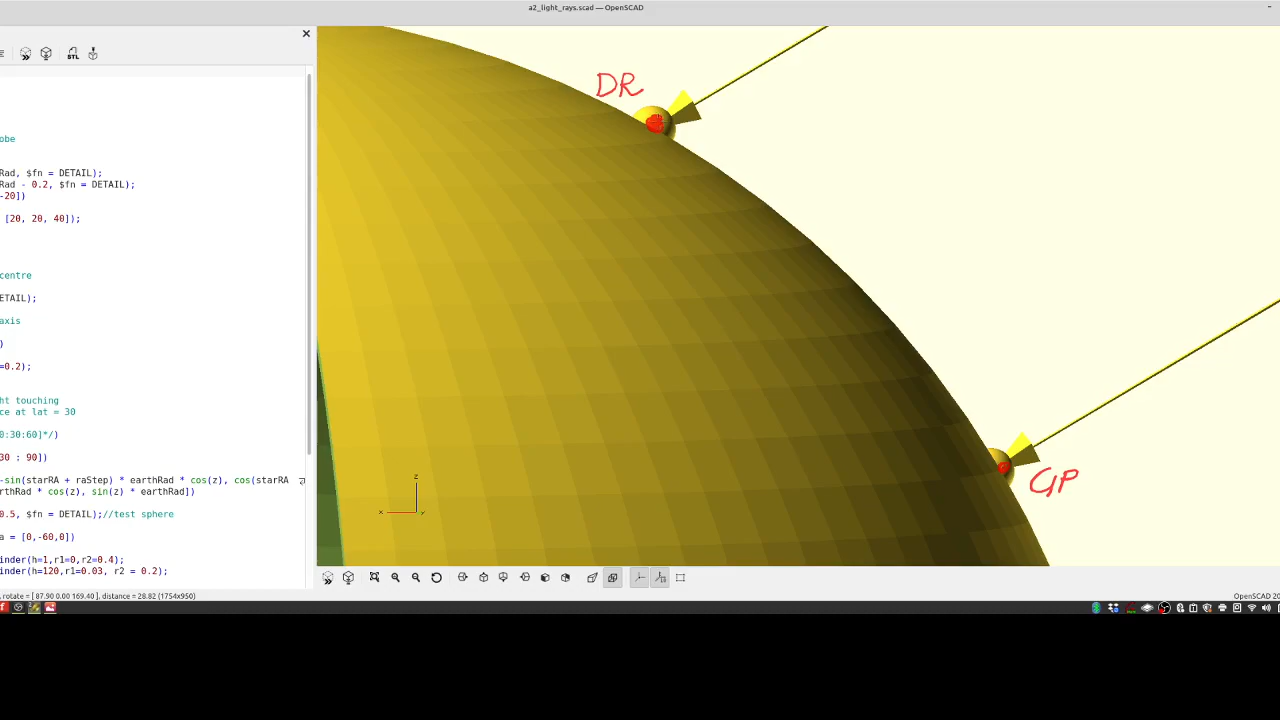 a2_light_rays.scad — OpenSCAD
STL
obe
Rad, $fn = DETAIL);
Rad - 0.2, $fn = DETAIL);
-20])
[20, 20, 40]);
centre
ETAIL);
axis
)
=0.2);
ht touching
ce at lat = 30
0:30:60]*/)
30 : 90])
-sin(starRA + raStep) * earthRad * cos(z), cos(starRA
rthRad * cos(z), sin(z) * earthRad])
0.5, $fn = DETAIL);//test sphere
a = [0,-60,0])
inder(h=1,r1=0,r2=0.4);
inder(h=120,r1=0.03, r2 = 0.2);
DR
GP
z
x
y
, rotate = [ 87.90 0.00 169.40 ], distance = 28.82 (1754x950)
OpenSCAD 20